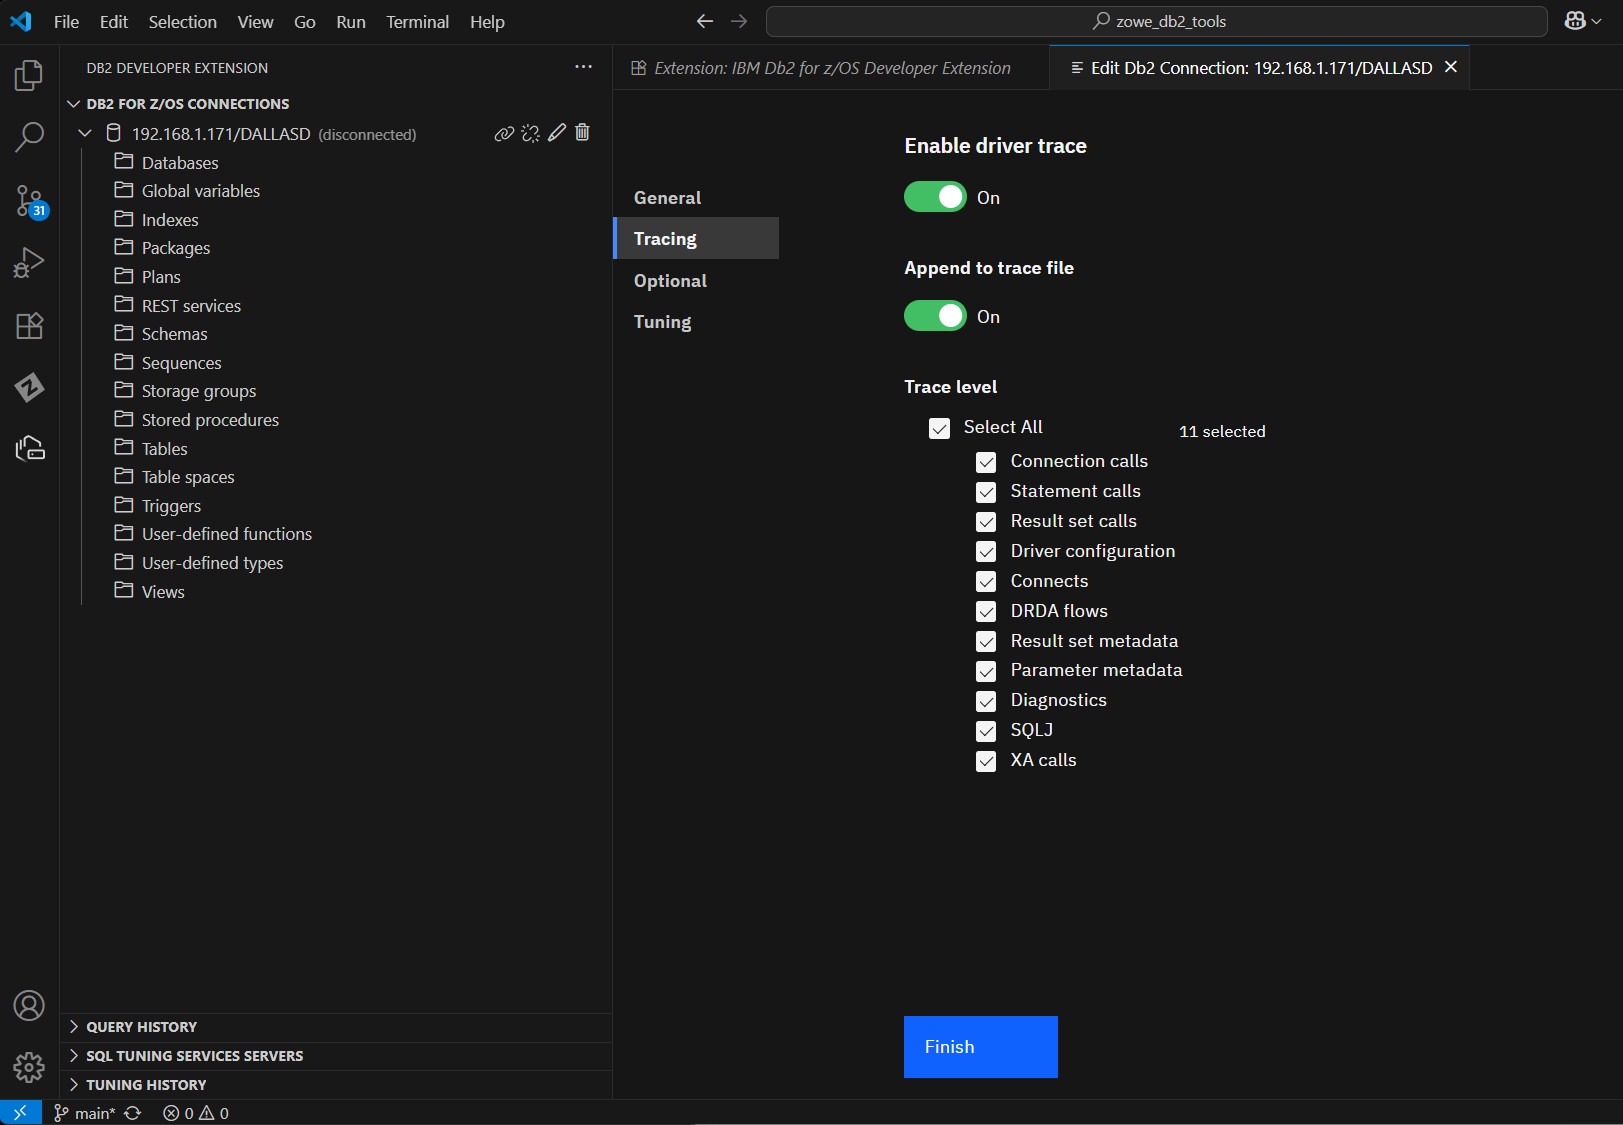 File Edit Selection View Go Run Terminal Help
zowe_db2_tools
DB2 DEVELOPER EXTENSION
Extension: IBM Db2 for z/OS Developer Extension
Edit Db2 Connection: 192.168.1.171/DALLASD
DB2 FOR Z/OS CONNECTIONS
192.168.1.171/DALLASD (disconnected)
Databases
Global variables
Indexes
Packages
Plans
REST services
Schemas
Sequences
Storage groups
Stored procedures
Tables
Table spaces
Triggers
User-defined functions
User-defined types
Views
31
QUERY HISTORY
SQL TUNING SERVICES SERVERS
TUNING HISTORY
General
Tracing
Optional
Tuning
Enable driver trace
On
Append to trace file
On
Trace level
Select All
11 selected
Connection calls
Statement calls
Result set calls
Driver configuration
Connects
DRDA flows
Result set metadata
Parameter metadata
Diagnostics
SQLJ
XA calls
Finish
main* 0 0